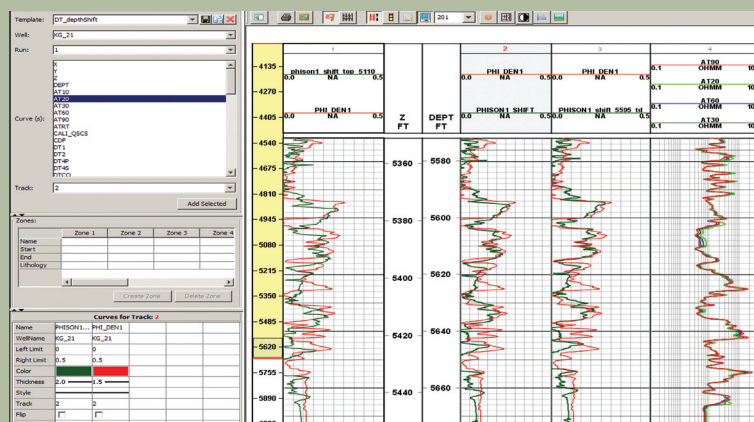 Template: DT_depthShift
Well: KG_21
Run: 1
Curve (s):
X
Y
Z
DEPT
AT10
AT20
AT30
AT60
AT90
ATRT
CALI_QSCS
CDF
DT1
DT2
DT4P
DT4S
DTCO
Track: 2
Add Selected
Zones:
Zone 1 Zone 2 Zone 3 Zone 4
Name
Start
End
Lithology
Create Zone Delete Zone
Curves for Track: 2
Name PHISON1... PHI_DEN1
WellName KG_21 KG_21
Left Limit 0 0
Right Limit 0.5 0.5
Color
Thickness 2.0 1.5
Style
Track 2 2
Flip
201
4135
4270
4405
4540
4675
4810
4945
5080
5215
5350
5485
5620
5755
5890
1
phison1_shift_top_5110
0.0 NA 0.5
PHI_DEN1
0.0 NA 0.5
Z
FT
5360
5380
5400
5420
5440
DEPT
FT
5580
5600
5620
5640
5660
2
PHI_DEN1
0.0 NA 0.5
PHISON1_SHIFT
0.0 NA 0.5
3
PHI_DEN1
0.0 NA 0.5
PHISON1_shift_5595_td
0.0 NA 0.5
4
AT90
0.1 OHMM 10
AT20
0.1 OHMM 10
AT60
0.1 OHMM 10
AT30
0.1 OHMM 10